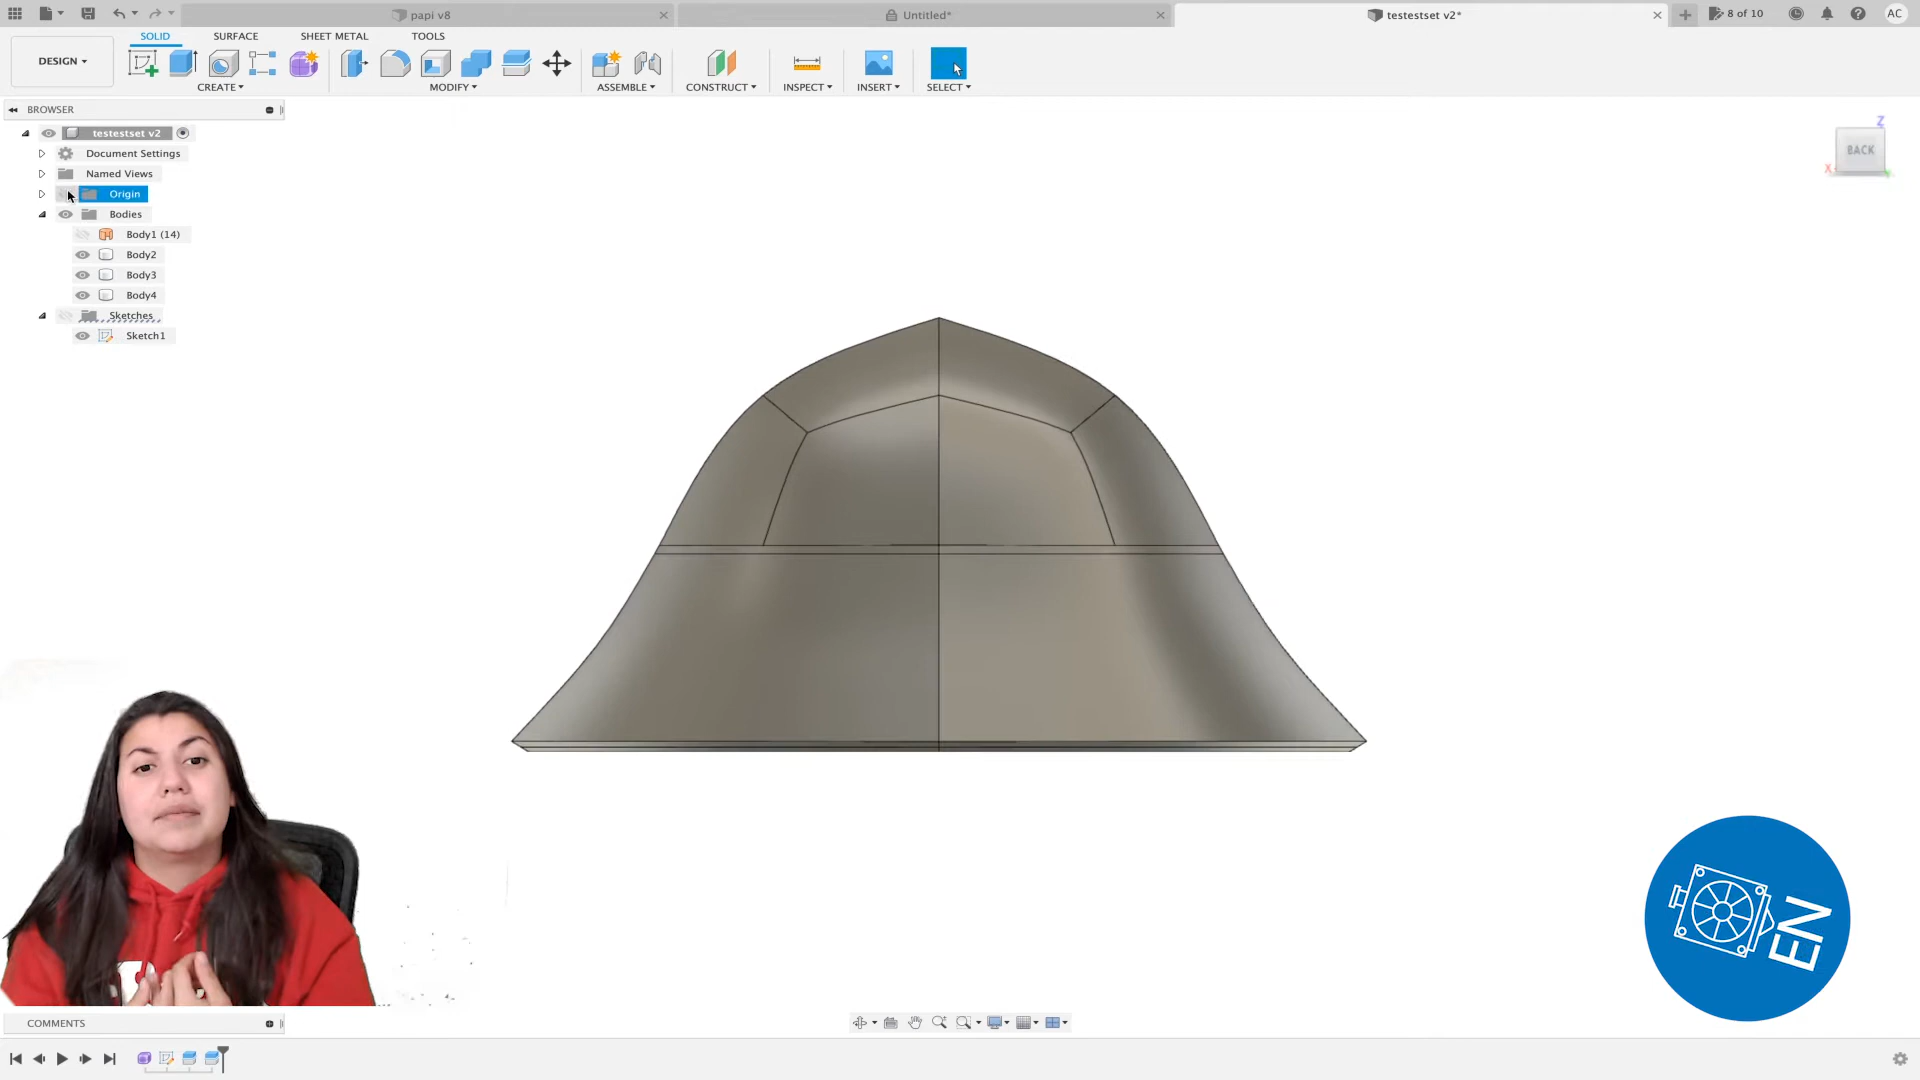 papi v8
Untitled*
testestset v2*
8 of 10
AC
DESIGN
SOLID
SURFACE
SHEET METAL
TOOLS
CREATE
MODIFY
ASSEMBLE
CONSTRUCT
INSPECT
INSERT
SELECT
BROWSER
testestset v2
Document Settings
Named Views
Origin
Bodies
Body1 (14)
Body2
Body3
Body4
Sketches
Sketch1
Z
BACK
X
EN
COMMENTS